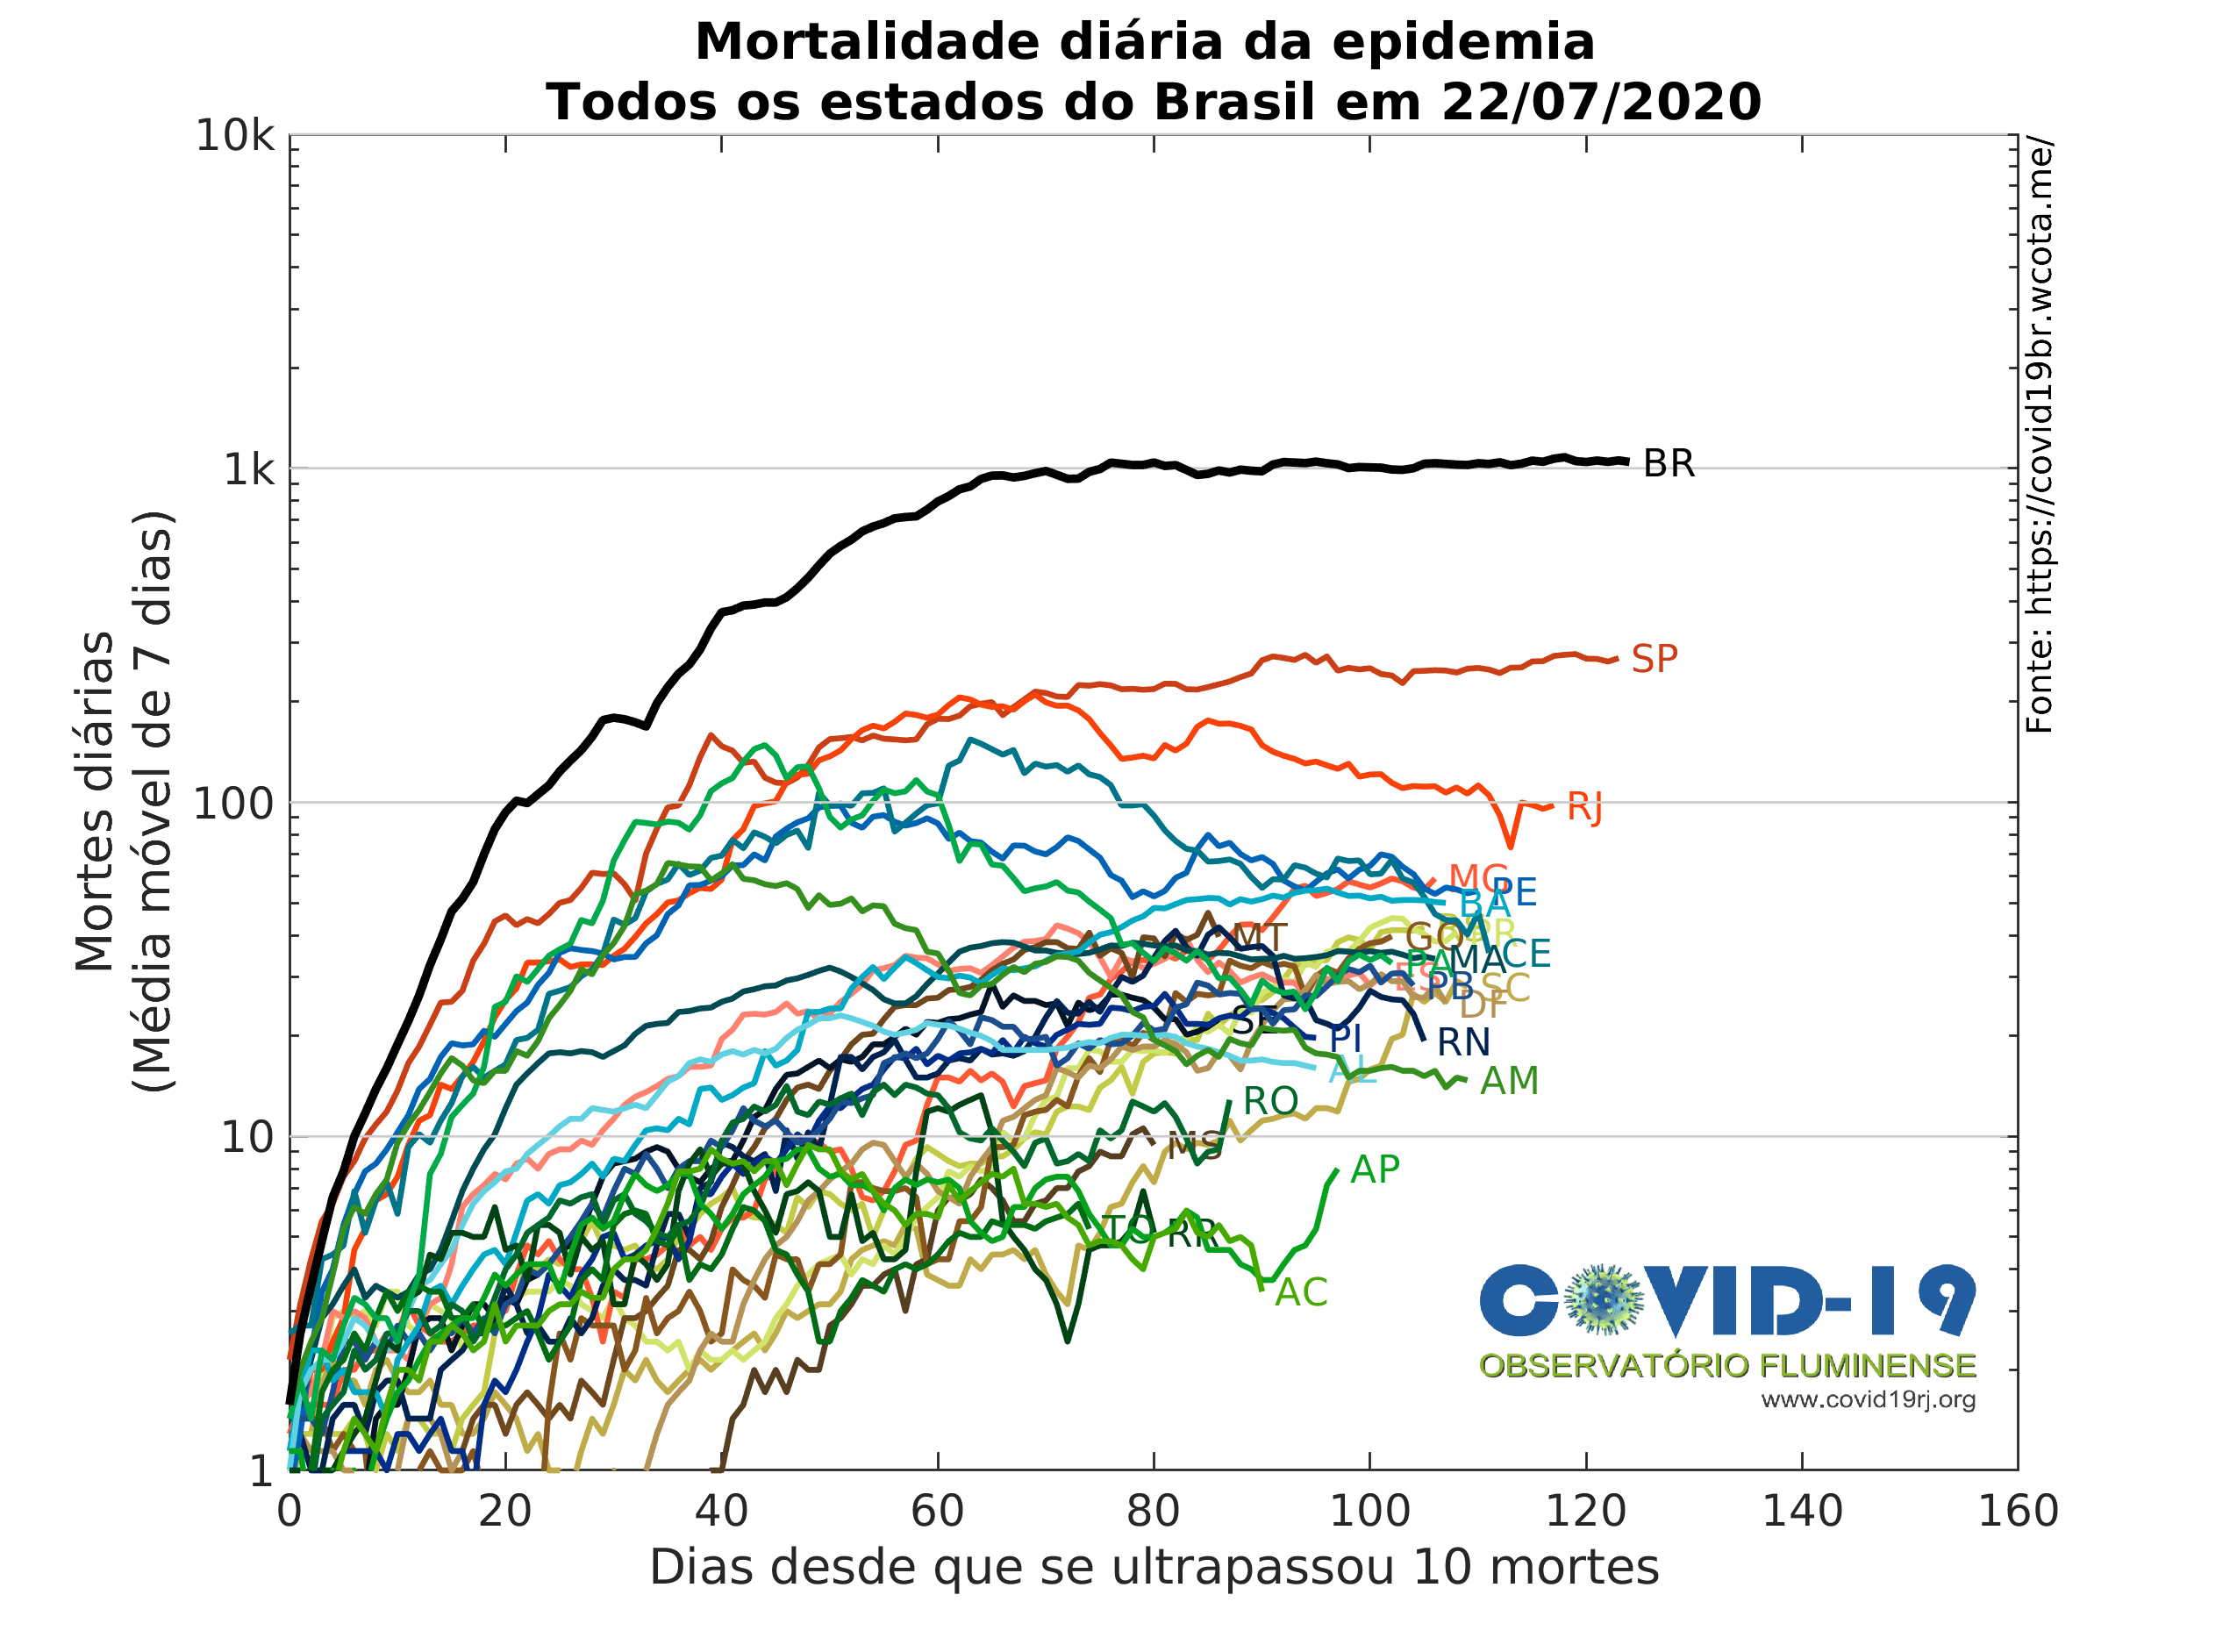 Mortalidade diária da epidemia
Todos os estados do Brasil em 22/07/2020
Mortes diárias
(Média móvel de 7 dias)
10k
1k
100
10
1
Fonte: https://covid19br.wcota.me/
BR
SP
RJ
MG
PE
BA
PR
MT
GO
CE
MA
PA
ES
PB
SC
DF
SE
PI
RN
AL
AM
RO
MS
AP
TO
RR
AC
COVID-19
OBSERVATÓRIO FLUMINENSE
www.covid19rj.org
0 20 40 60 80 100 120 140 160
Dias desde que se ultrapassou 10 mortes